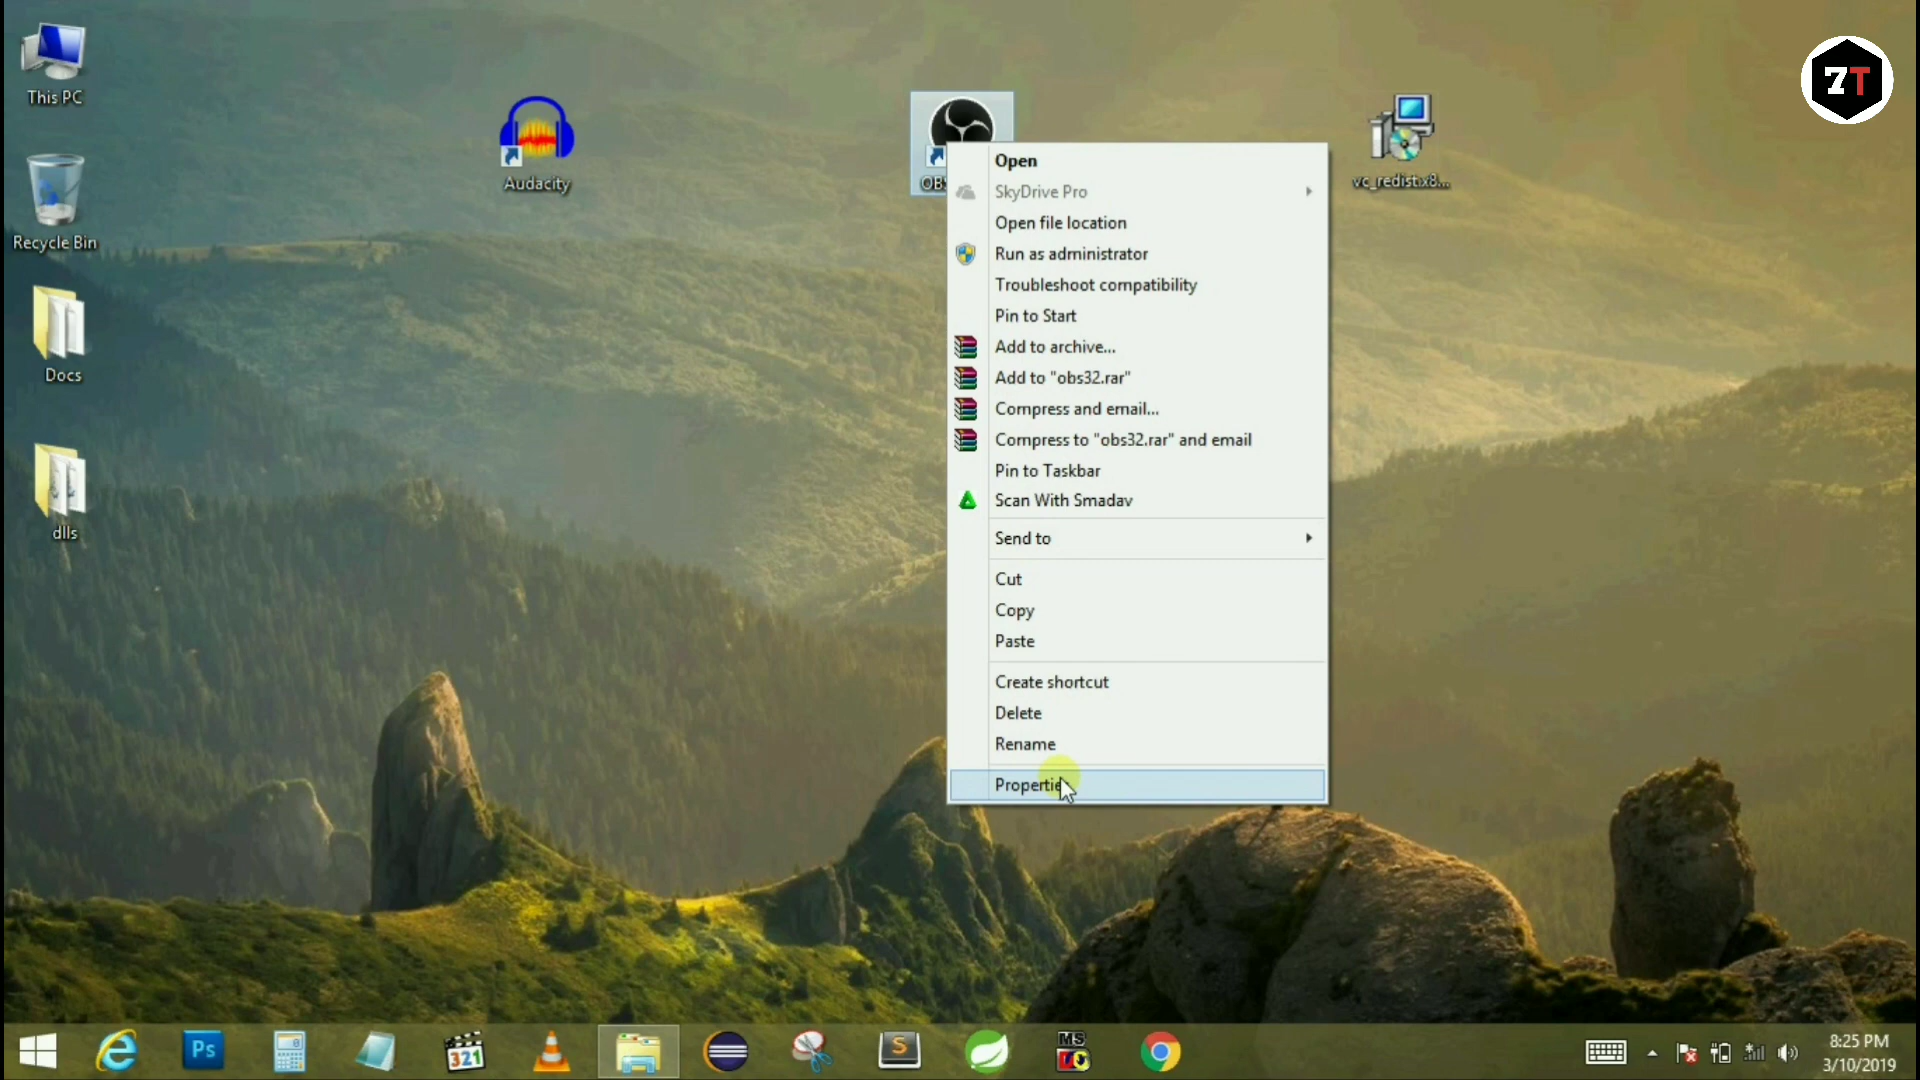 This PC
Recycle Bin
Docs
dlls
Audacity
vc_redist.x8...
7T
Open
SkyDrive Pro
Open file location
Run as administrator
Troubleshoot compatibility
Pin to Start
Add to archive...
Add to "obs32.rar"
Compress and email...
Compress to "obs32.rar" and email
Pin to Taskbar
Scan With Smadav
Send to
Cut
Copy
Paste
Create shortcut
Delete
Rename
Ps
321
S
MS
8:25 PM
3/10/2019